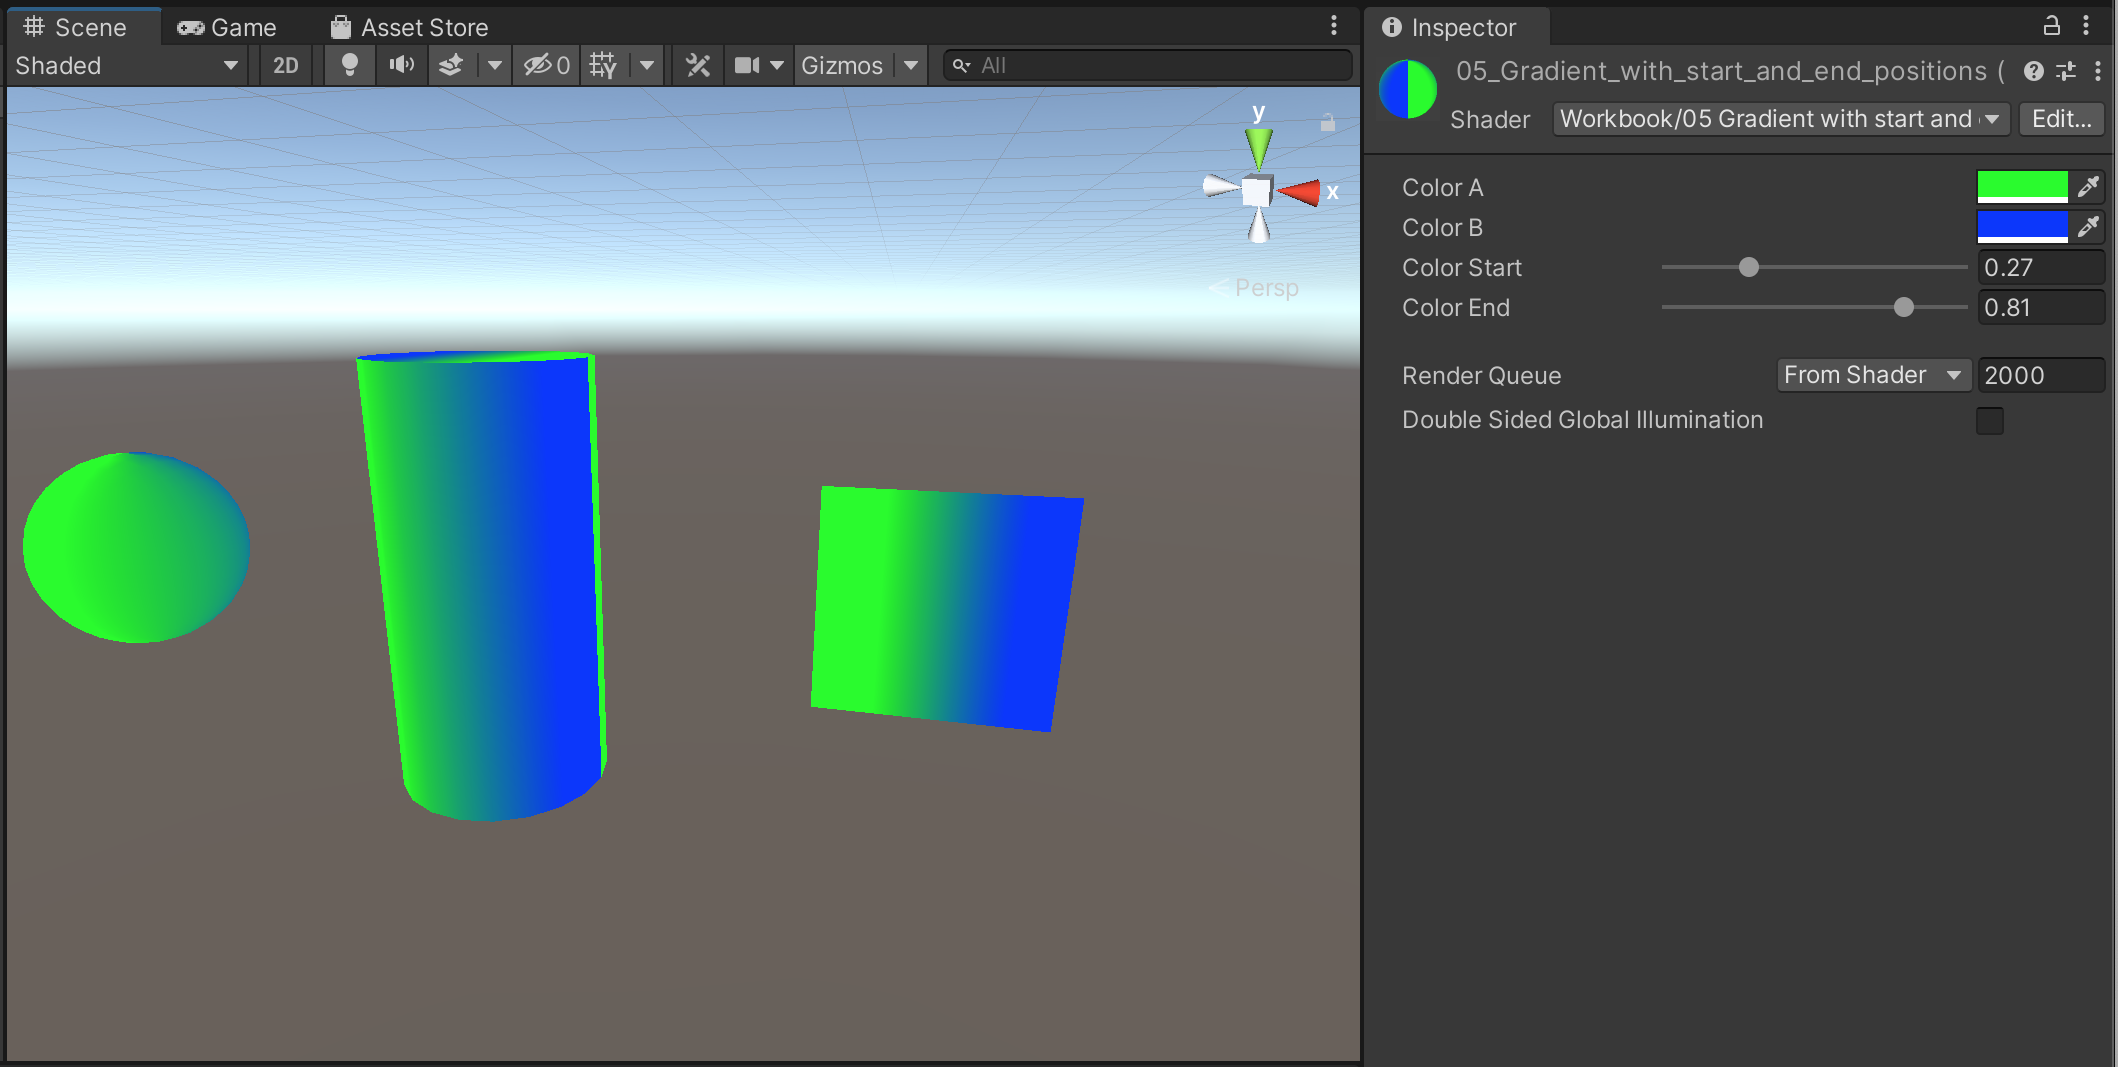 Scene Game Asset Store
Shaded 2D 0 Gizmos All
y
x
Persp
Inspector
05_Gradient_with_start_and_end_positions (
Shader Workbook/05 Gradient with start and Edit...
Color A
Color B
Color Start 0.27
Color End 0.81
Render Queue From Shader 2000
Double Sided Global Illumination